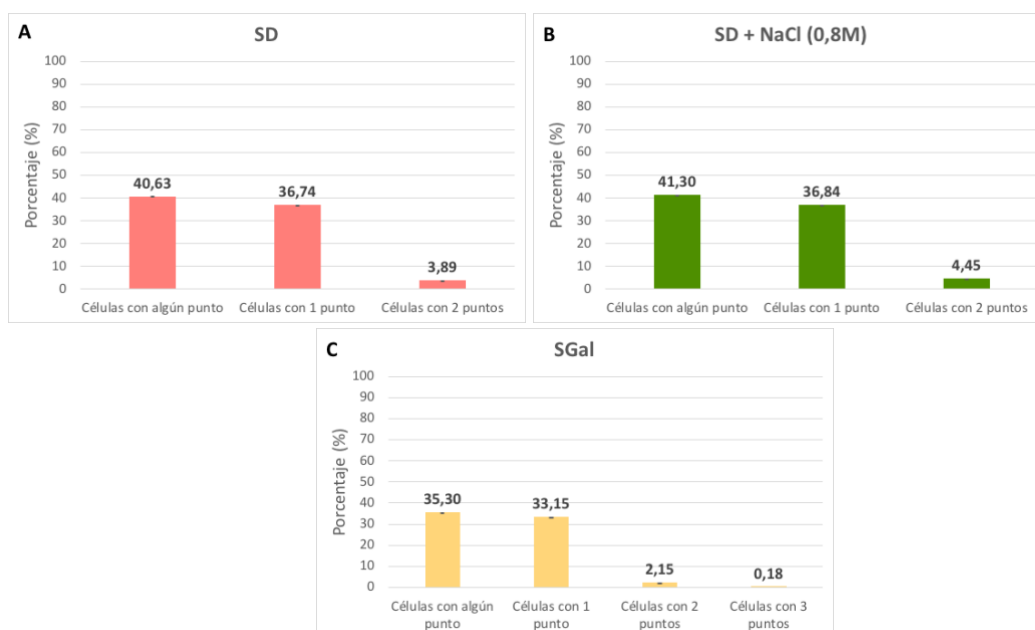 A
SD
Porcentaje (%)
100
90
80
70
60
50
40
30
20
10
0
40,63
36,74
3,89
Células con algún punto
Células con 1 punto
Células con 2 puntos
B
SD + NaCl (0,8M)
Porcentaje (%)
100
90
80
70
60
50
40
30
20
10
0
41,30
36,84
4,45
Células con algún punto
Células con 1 punto
Células con 2 puntos
C
SGal
Porcentaje (%)
100
90
80
70
60
50
40
30
20
10
0
35,30
33,15
2,15
0,18
Células con algún
punto
Células con 1
punto
Células con 2
puntos
Células con 3
puntos